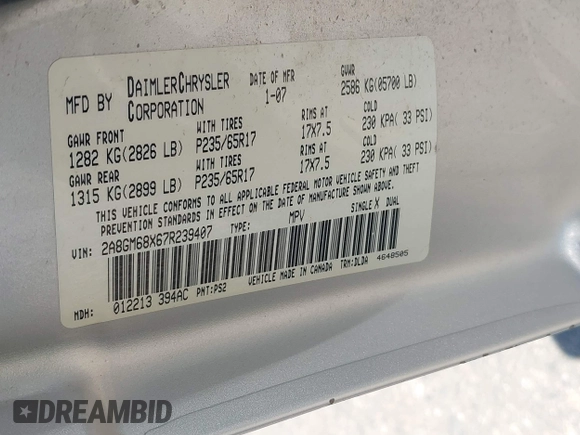 MFD BY DAIMLERCHRYSLER CORPORATION
DATE OF MFR 1-07
GVWR 2586 KG(05700 LB)
GAWR FRONT WITH TIRES RIMS AT COLD
1282 KG(2826 LB) P235/65R17 17X7.5 230 KPA( 33 PSI)
GAWR REAR WITH TIRES RIMS AT COLD
1315 KG(2899 LB) P235/65R17 17X7.5 230 KPA( 33 PSI)
THIS VEHICLE CONFORMS TO ALL APPLICABLE FEDERAL MOTOR VEHICLE SAFETY AND THEFT
PREVENTION STANDARDS IN EFFECT ON THE DATE OF MANUFACTURE SHOWN ABOVE.
VIN: 2A8GM68X67R239407 TYPE: MPV SINGLE X DUAL
VEHICLE MADE IN CANADA TRM:DLDA 4648505
MDH: 012213 394AC PNT:PS2
DREAMBID